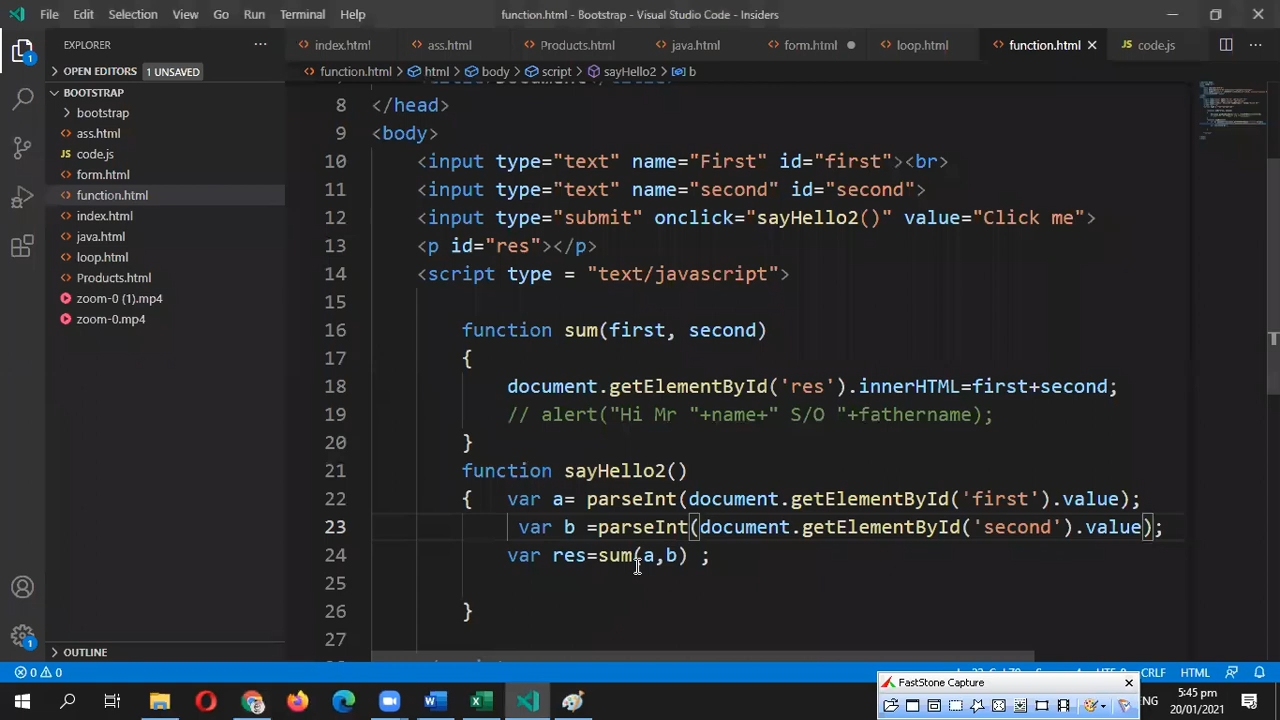 File Edit Selection View Go Run Terminal Help function.html - Bootstrap - Visual Studio Code - Insiders
EXPLORER ... index.html ass.html Products.html java.html form.html loop.html function.html code.js
OPEN EDITORS 1 UNSAVED
function.html > html > body > script > sayHello2 > b
BOOTSTRAP
bootstrap
ass.html
code.js
form.html
function.html
index.html
java.html
loop.html
Products.html
zoom-0 (1).mp4
zoom-0.mp4
OUTLINE
8 </head>
9 <body>
10 <input type="text" name="First" id="first"><br>
11 <input type="text" name="second" id="second">
12 <input type="submit" onclick="sayHello2()" value="Click me">
13 <p id="res"></p>
14 <script type = "text/javascript">
15
16 function sum(first, second)
17 {
18 document.getElementById('res').innerHTML=first+second;
19 // alert("Hi Mr "+name+" S/O "+fathername);
20 }
21 function sayHello2()
22 { var a= parseInt(document.getElementById('first').value);
23 var b =parseInt(document.getElementById('second').value);
24 var res=sum(a,b) ;
25
26 }
27
0 0 CRLF HTML
FastStone Capture
ENG 5:45 pm
20/01/2021